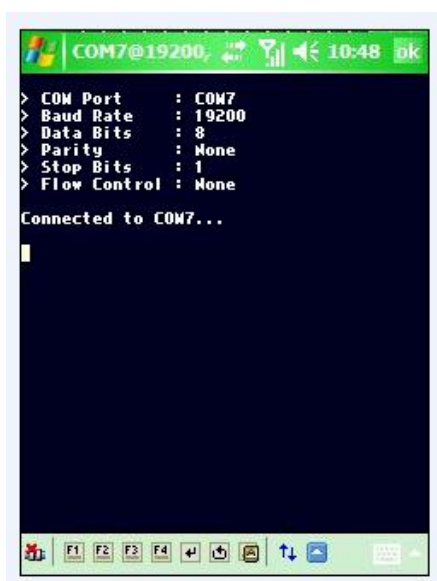 COM7@19200, 10:48 ok
> COM Port : COM7
> Baud Rate : 19200
> Data Bits : 8
> Parity : None
> Stop Bits : 1
> Flow Control : None
Connected to COM7...
F1 F2 F3 F4